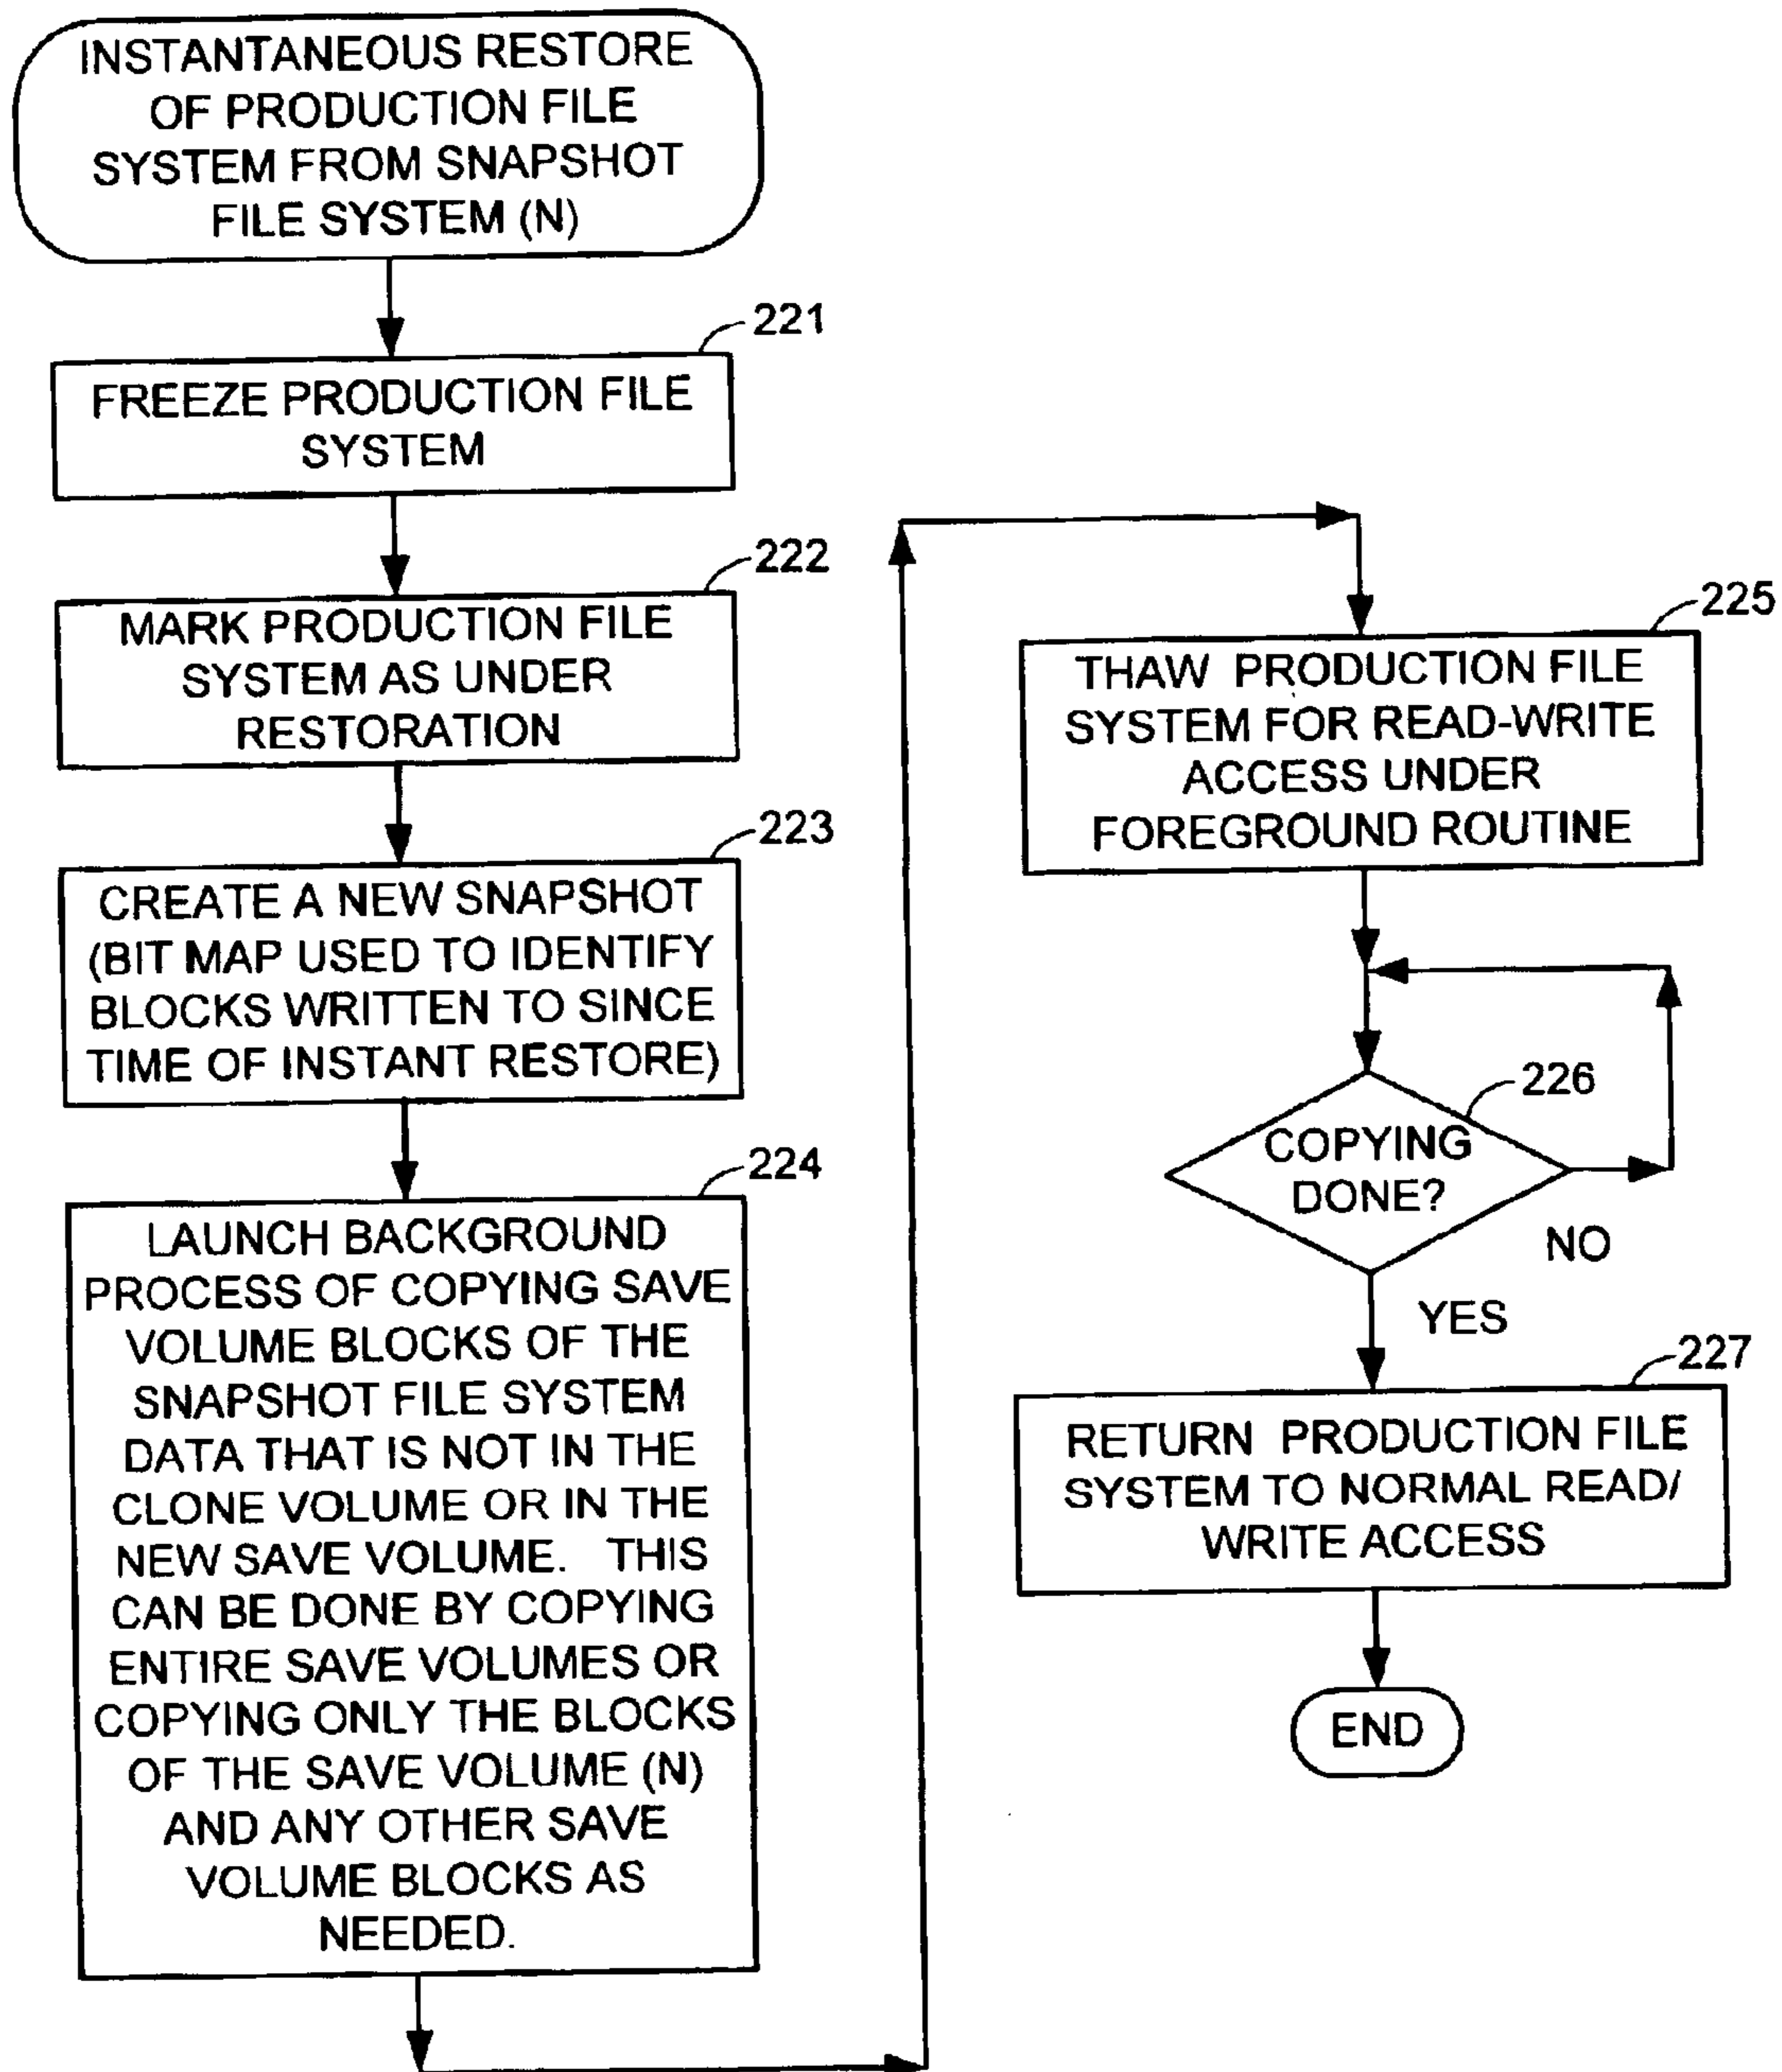 INSTANTANEOUS RESTORE
OF PRODUCTION FILE
SYSTEM FROM SNAPSHOT
FILE SYSTEM (N)
221
FREEZE PRODUCTION FILE
SYSTEM
222
MARK PRODUCTION FILE
SYSTEM AS UNDER
RESTORATION
223
CREATE A NEW SNAPSHOT
(BIT MAP USED TO IDENTIFY
BLOCKS WRITTEN TO SINCE
TIME OF INSTANT RESTORE)
224
LAUNCH BACKGROUND
PROCESS OF COPYING SAVE
VOLUME BLOCKS OF THE
SNAPSHOT FILE SYSTEM
DATA THAT IS NOT IN THE
CLONE VOLUME OR IN THE
NEW SAVE VOLUME. THIS
CAN BE DONE BY COPYING
ENTIRE SAVE VOLUMES OR
COPYING ONLY THE BLOCKS
OF THE SAVE VOLUME (N)
AND ANY OTHER SAVE
VOLUME BLOCKS AS
NEEDED.
225
THAW PRODUCTION FILE
SYSTEM FOR READ-WRITE
ACCESS UNDER
FOREGROUND ROUTINE
226
COPYING
DONE?
NO
YES
227
RETURN PRODUCTION FILE
SYSTEM TO NORMAL READ/
WRITE ACCESS
END